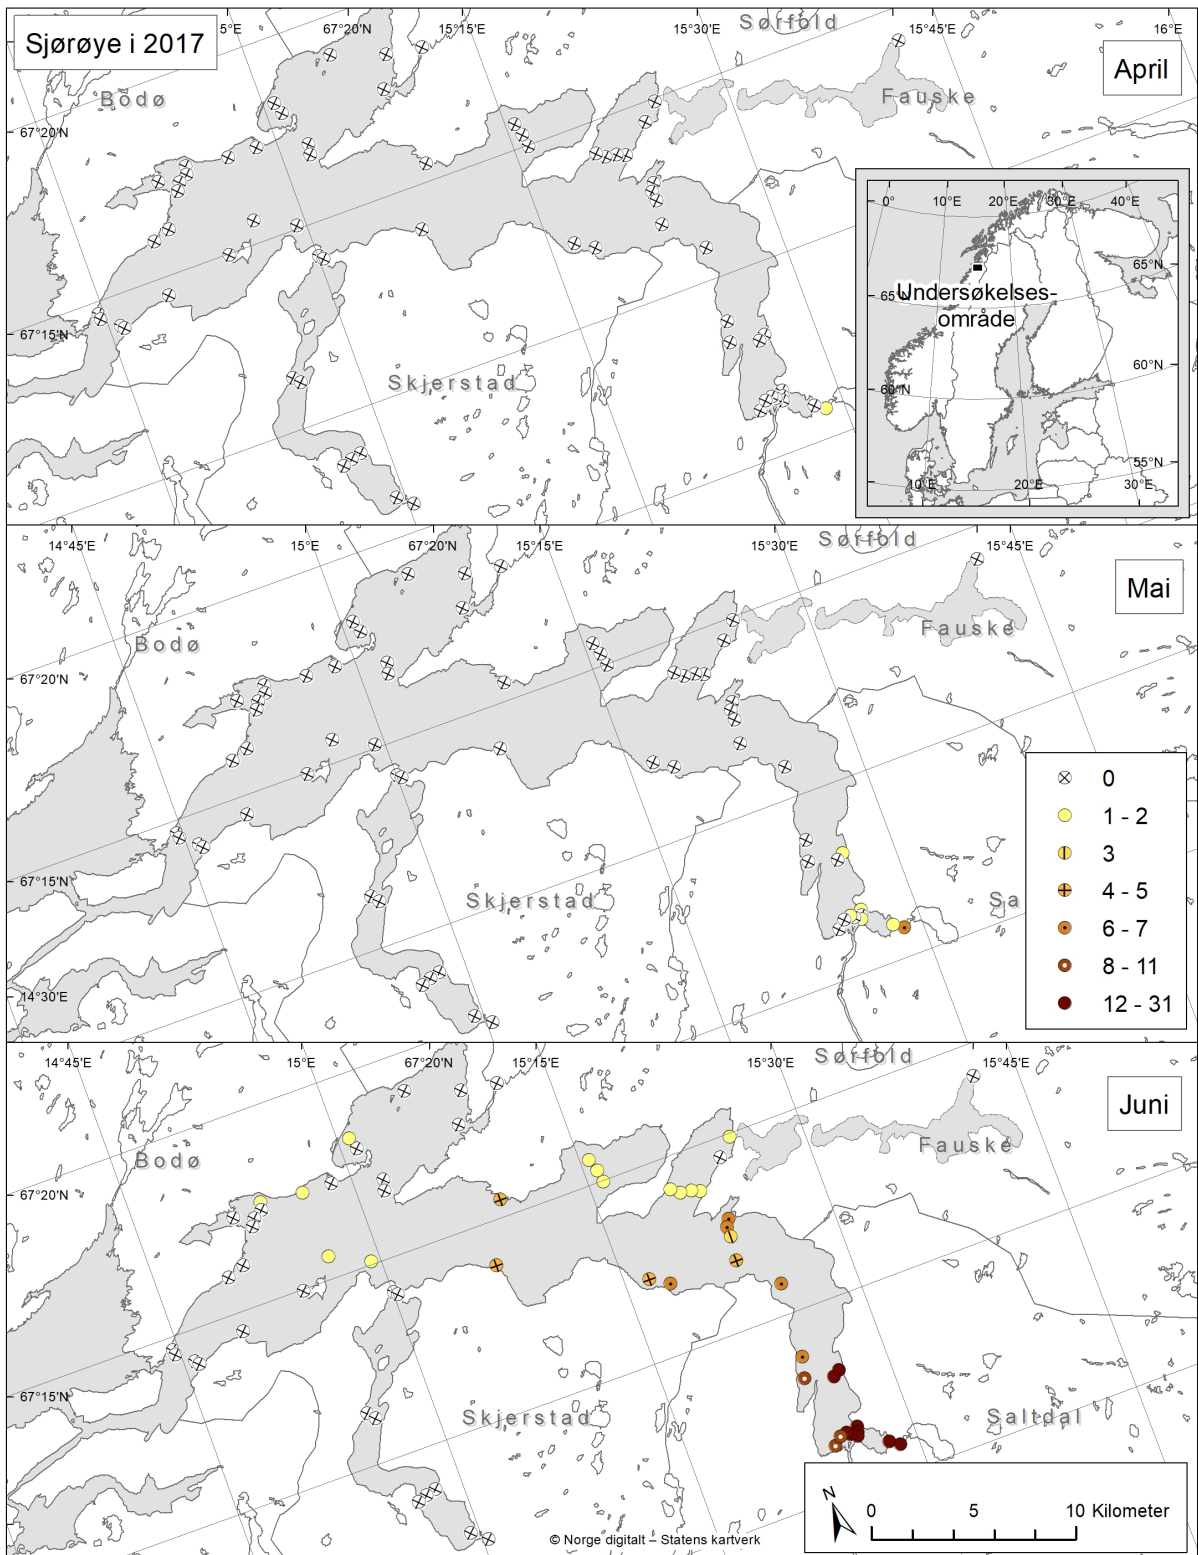 Sjørøye i 2017
5°E
67°20'N
15°15'E
15°30'E
Sørfold
15°45'E
16°E
April
Bodø
Fauske
67°20'N
67°15'N
Skjerstad
0°
10°E
20°E
30°E
40°E
65°N
65°N
Undersøkelses-
område
60°N
60°N
55°N
10°E
20°E
30°E
14°45'E
15°E
67°20'N
15°15'E
15°30'E
Sørfold
15°45'E
Mai
Bodø
Fauske
67°20'N
67°15'N
Skjerstad
Sa
14°30'E
0
1 - 2
3
4 - 5
6 - 7
8 - 11
12 - 31
14°45'E
15°E
67°20'N
15°15'E
15°30'E
Sørfold
15°45'E
Juni
Bodø
Fauske
67°20'N
67°15'N
Skjerstad
Saltdal
N
0 5 10 Kilometer
© Norge digitalt – Statens kartverk